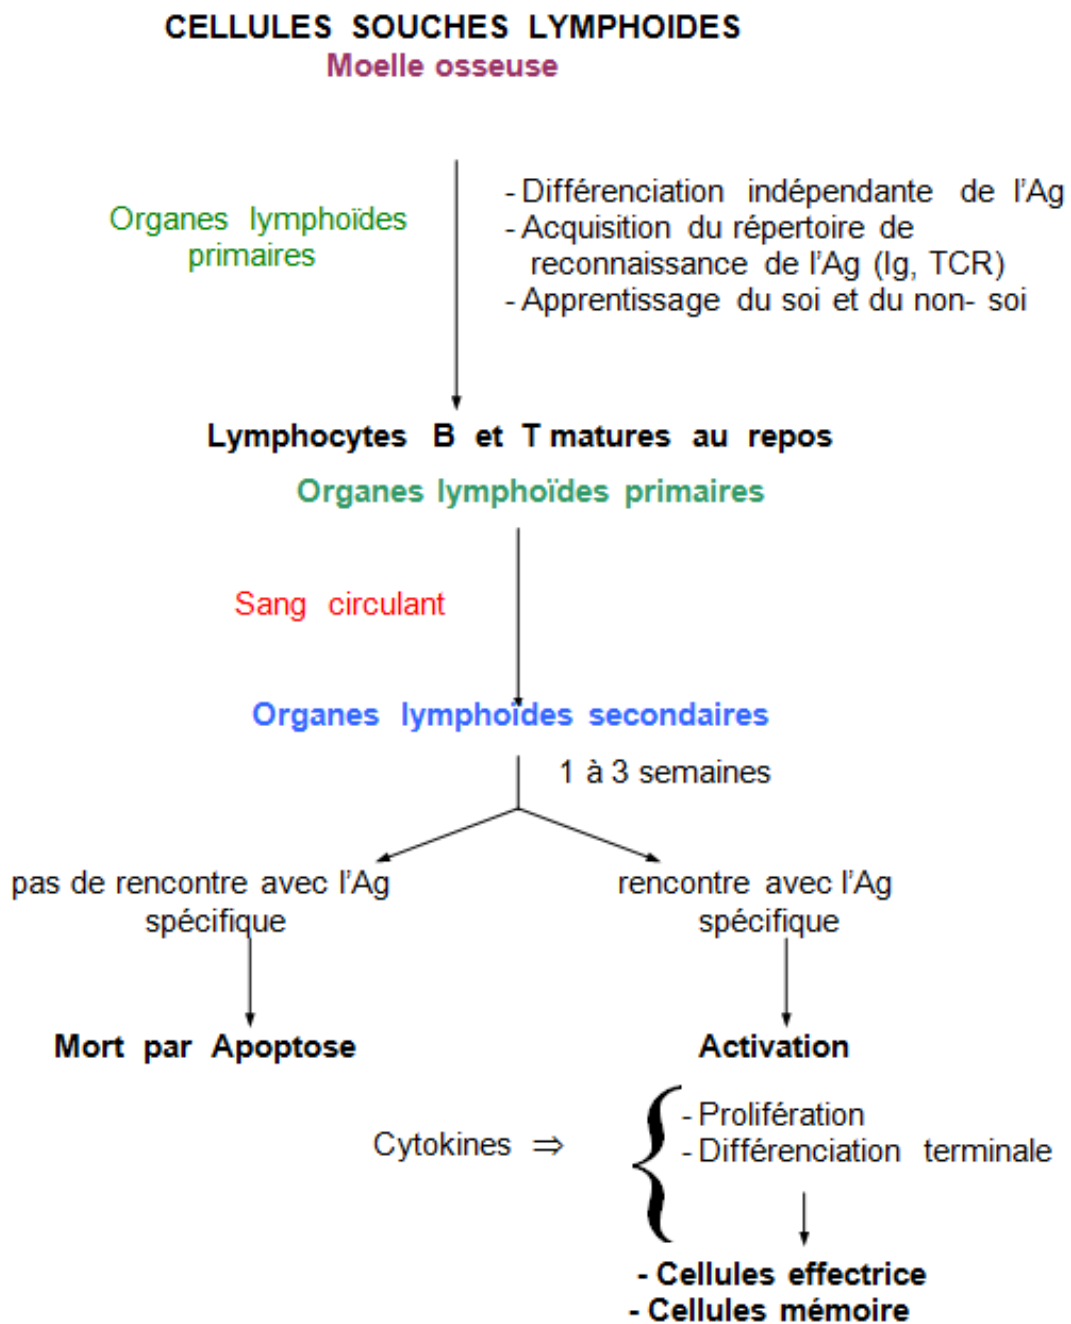 CELLULES SOUCHES LYMPHOIDES
Moelle osseuse
Organes lymphoïdes
primaires
- Différenciation indépendante de l'Ag
- Acquisition du répertoire de
reconnaissance de l'Ag (Ig, TCR)
- Apprentissage du soi et du non- soi
Lymphocytes B et T matures au repos
Organes lymphoïdes primaires
Sang circulant
Organes lymphoïdes secondaires
1 à 3 semaines
pas de rencontre avec l'Ag
spécifique
rencontre avec l'Ag
spécifique
Mort par Apoptose
Activation
Cytokines ⇒
- Prolifération
- Différenciation terminale
- Cellules effectrice
- Cellules mémoire